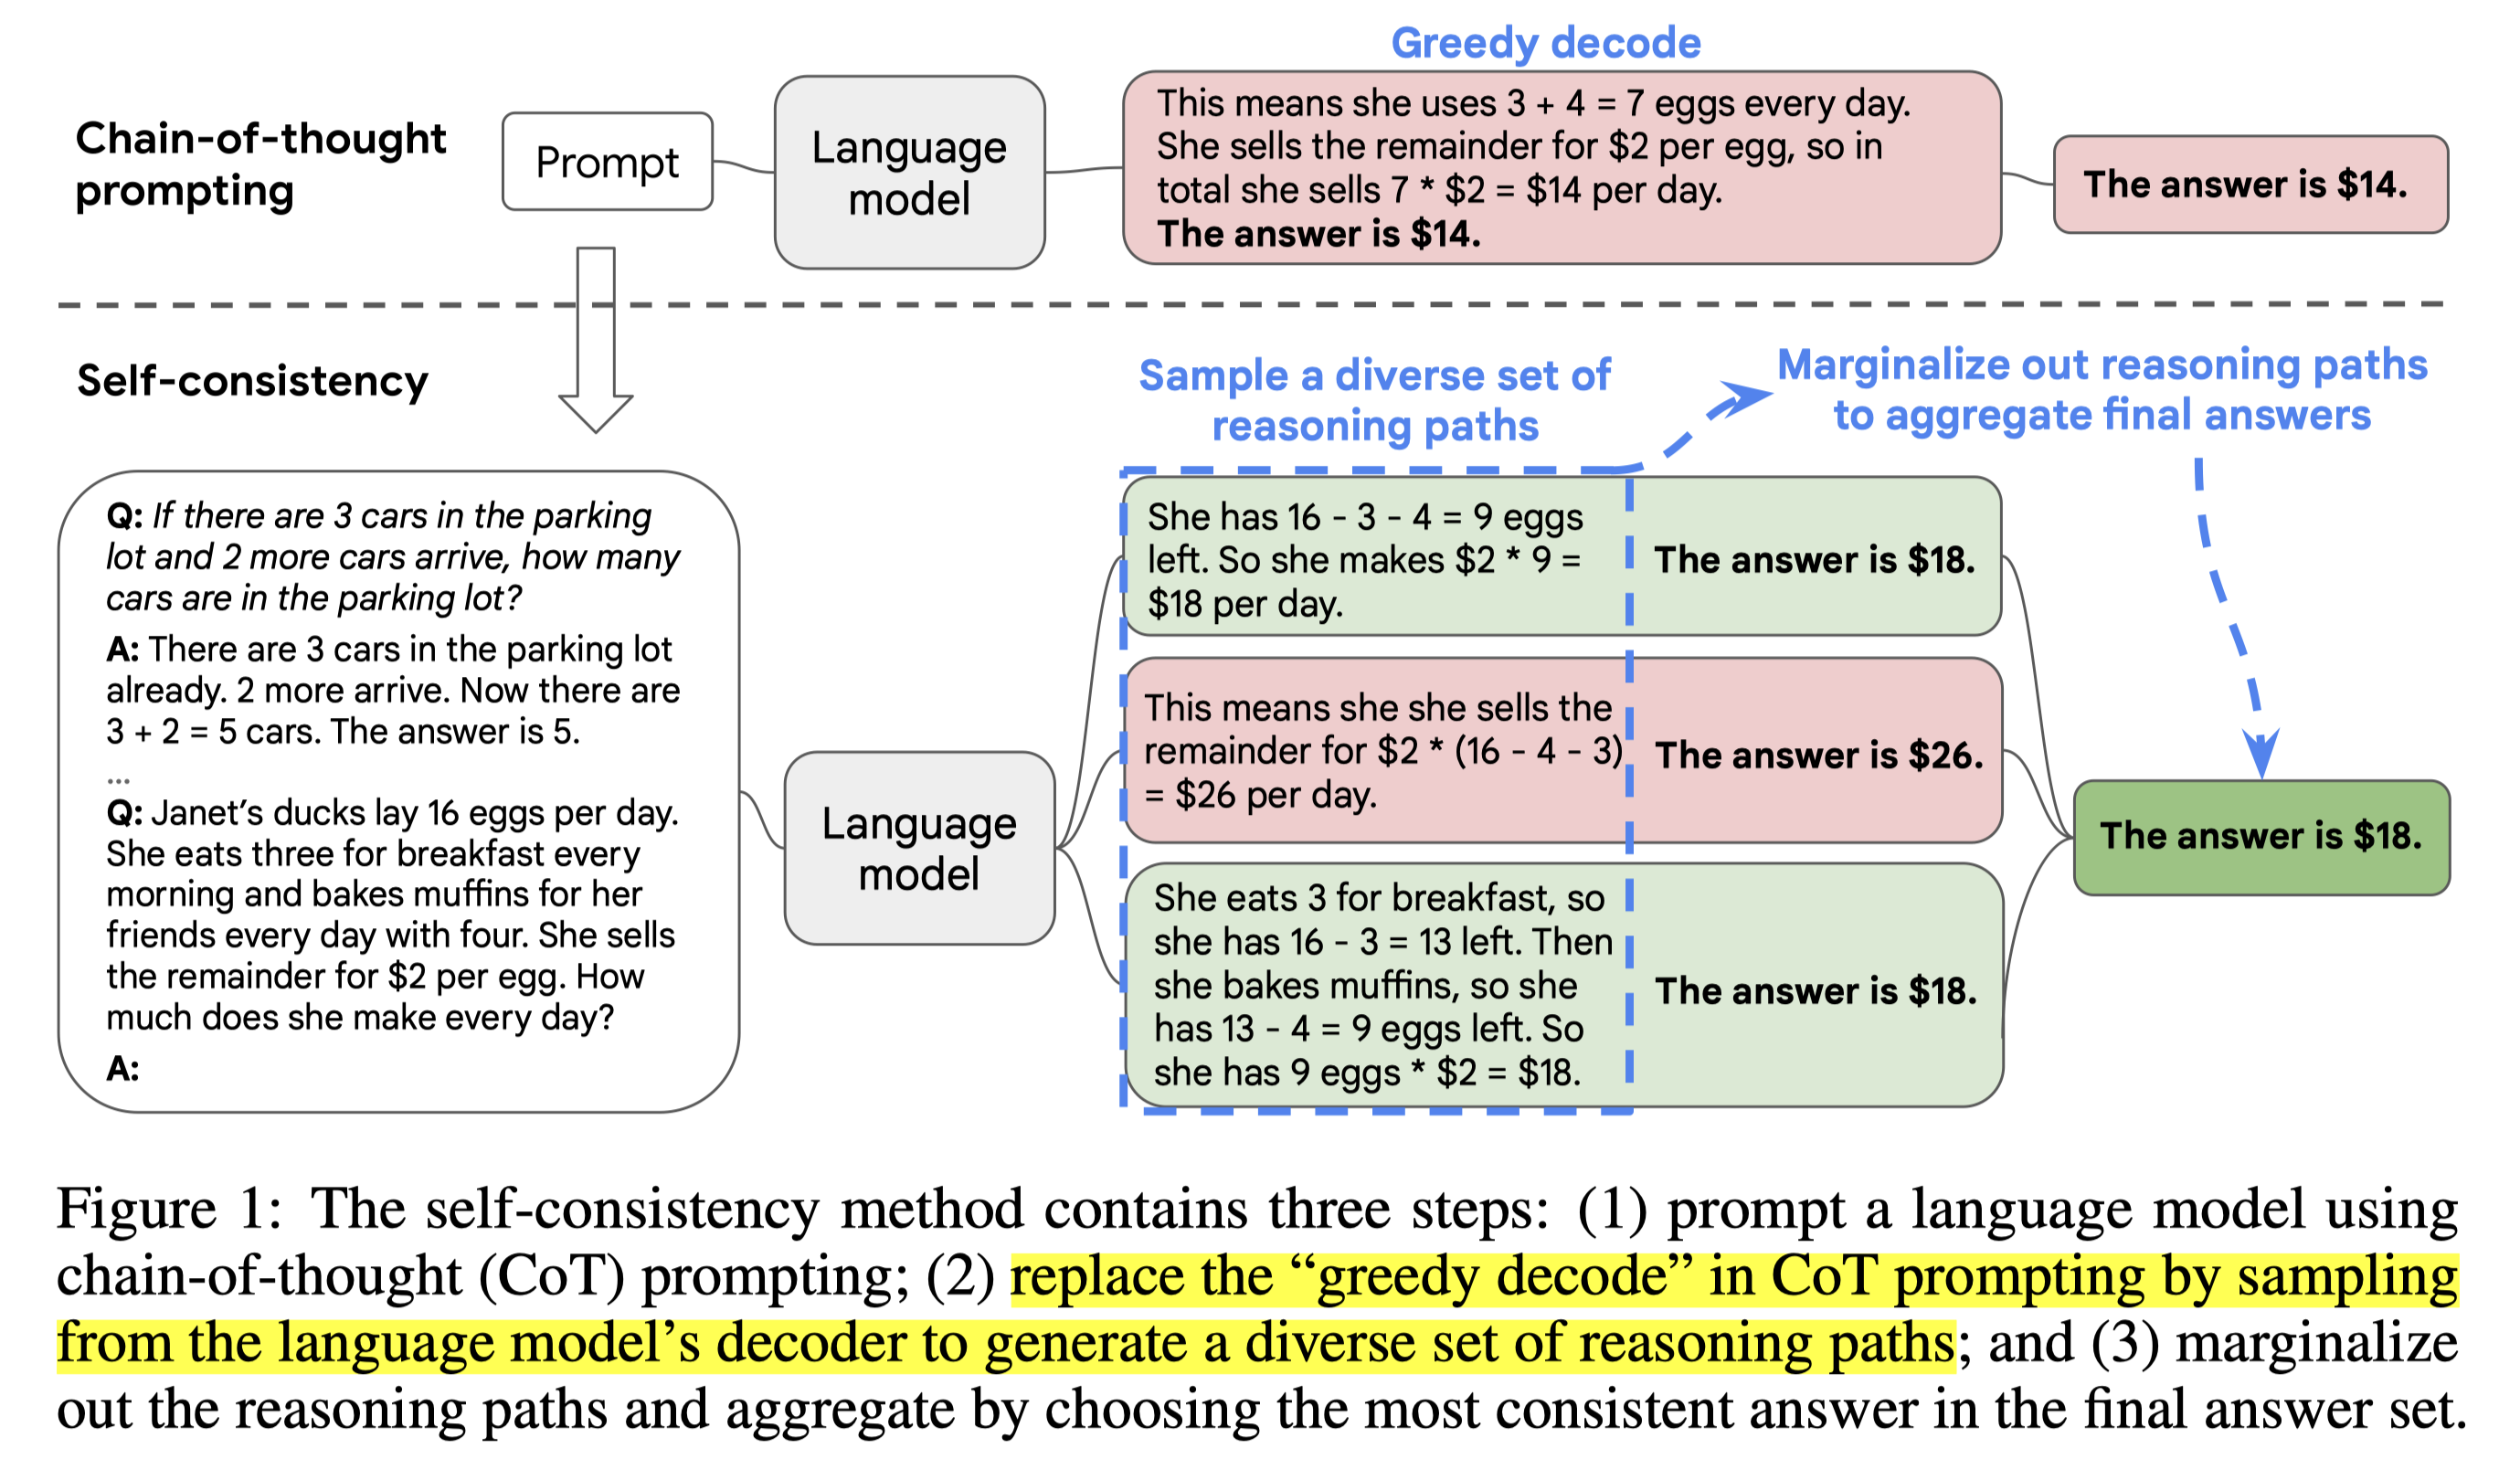 Greedy decode
Chain-of-thought
prompting
Prompt
Language
model
This means she uses 3 + 4 = 7 eggs every day.
She sells the remainder for $2 per egg, so in
total she sells 7 * $2 = $14 per day.
The answer is $14.
The answer is $14.
Self-consistency
Sample a diverse set of
reasoning paths
Marginalize out reasoning paths
to aggregate final answers
Q: If there are 3 cars in the parking
lot and 2 more cars arrive, how many
cars are in the parking lot?
A: There are 3 cars in the parking lot
already. 2 more arrive. Now there are
3 + 2 = 5 cars. The answer is 5.
...
Q: Janet’s ducks lay 16 eggs per day.
She eats three for breakfast every
morning and bakes muffins for her
friends every day with four. She sells
the remainder for $2 per egg. How
much does she make every day?
A:
Language
model
She has 16 - 3 - 4 = 9 eggs
left. So she makes $2 * 9 =
$18 per day.
The answer is $18.
This means she she sells the
remainder for $2 * (16 - 4 - 3)
= $26 per day.
The answer is $26.
She eats 3 for breakfast, so
she has 16 - 3 = 13 left. Then
she bakes muffins, so she
has 13 - 4 = 9 eggs left. So
she has 9 eggs * $2 = $18.
The answer is $18.
The answer is $18.
Figure 1: The self-consistency method contains three steps: (1) prompt a language model using
chain-of-thought (CoT) prompting; (2) replace the “greedy decode” in CoT prompting by sampling
from the language model’s decoder to generate a diverse set of reasoning paths; and (3) marginalize
out the reasoning paths and aggregate by choosing the most consistent answer in the final answer set.